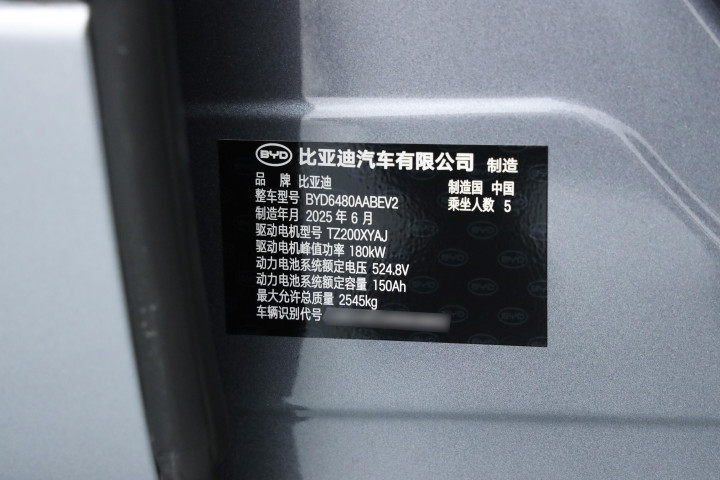 BYD 比亚迪汽车有限公司 制造
品 牌 比亚迪 制造国 中国
整车型号 BYD6480AABEV2 乘坐人数 5
制造年月 2025 年 6 月
驱动电机型号 TZ200XYAJ
驱动电机峰值功率 180kW
动力电池系统额定电压 524.8V
动力电池系统额定容量 150Ah
最大允许总质量 2545kg
车辆识别代号